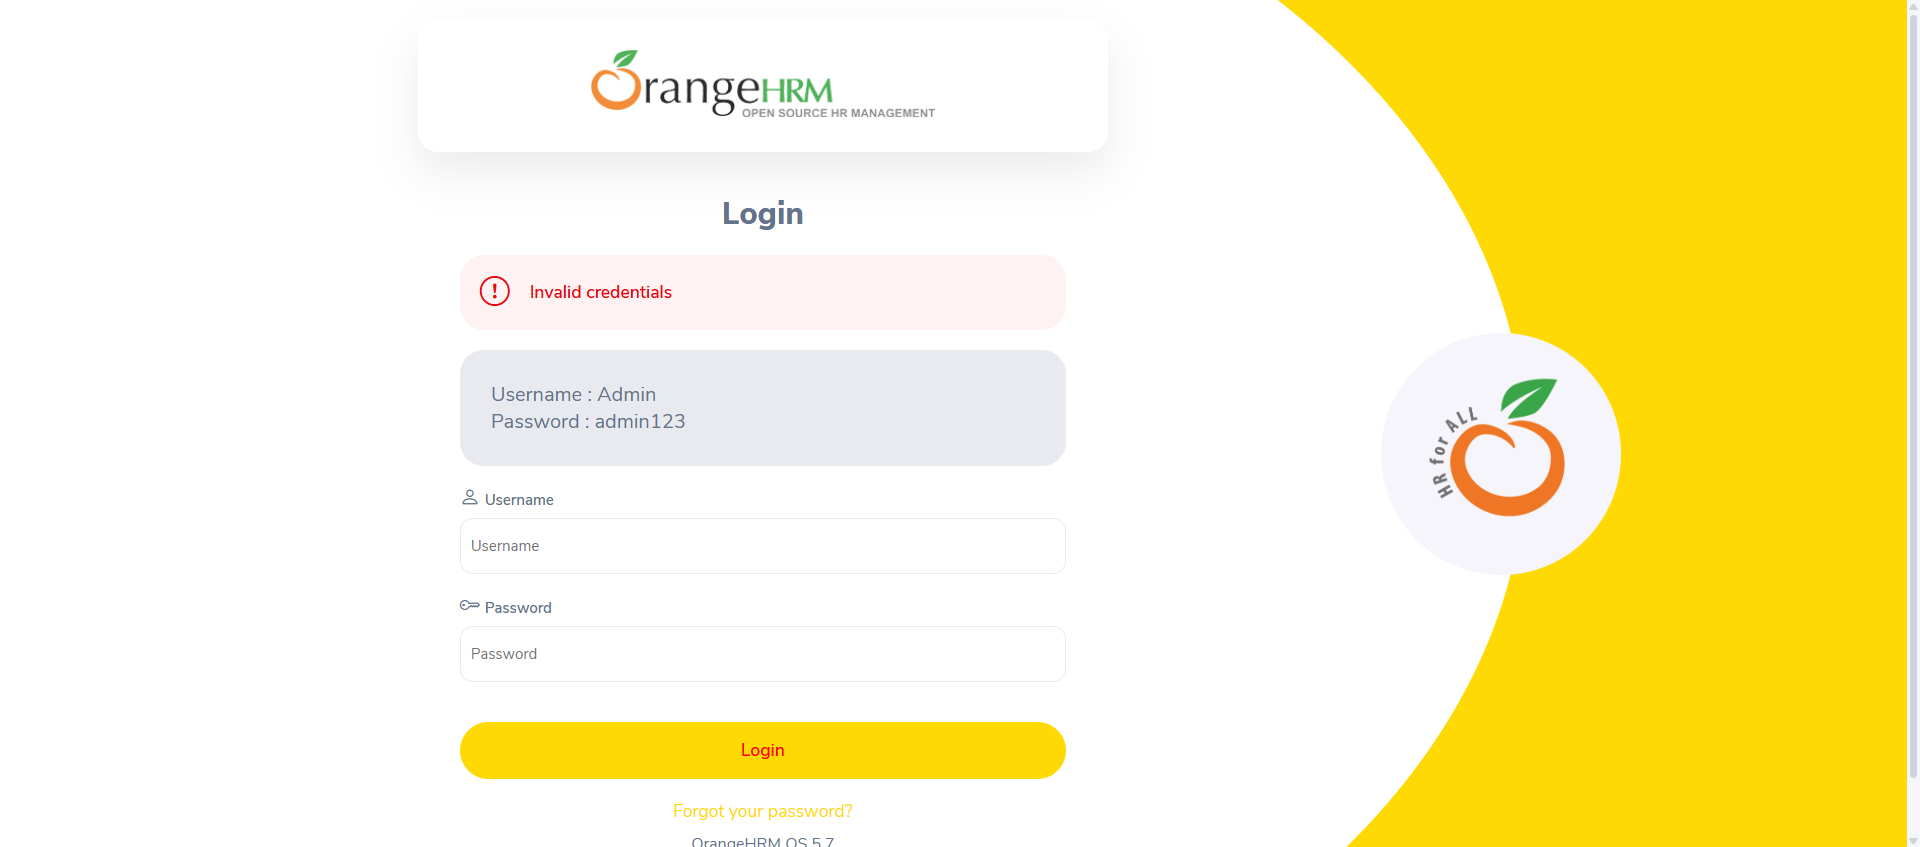 OrangeHRM
OPEN SOURCE HR MANAGEMENT
Login
Invalid credentials
Username : Admin
Password : admin123
Username
Username
Password
Password
Login
Forgot your password?
OrangeHRM OS 5.7
HR for ALL